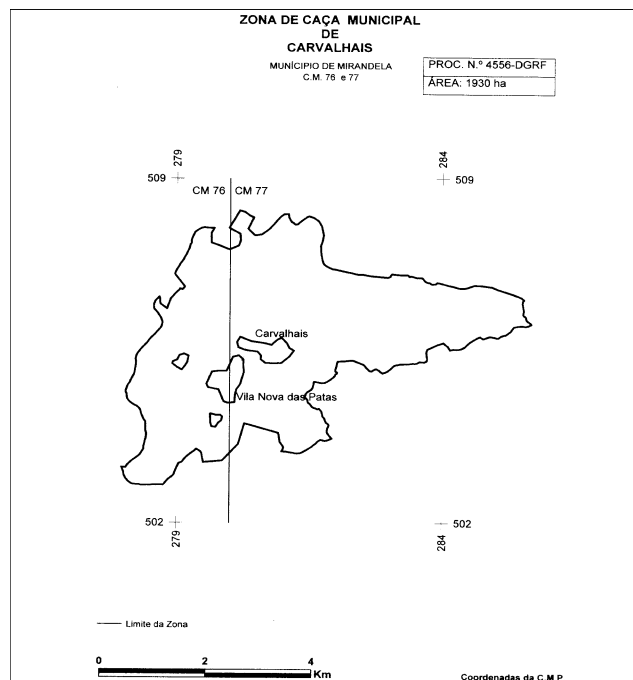 ZONA DE CAÇA MUNICIPAL
DE
CARVALHAIS
MUNÍCIPIO DE MIRANDELA
C.M. 76 e 77
PROC. N.º 4556-DGRF
ÁREA: 1930 ha
279
284
509
509
CM 76
CM 77
Carvalhais
Vila Nova das Patas
502
502
279
284
Limite da Zona
0 2 4
Km
Coordenadas da C.M.P.